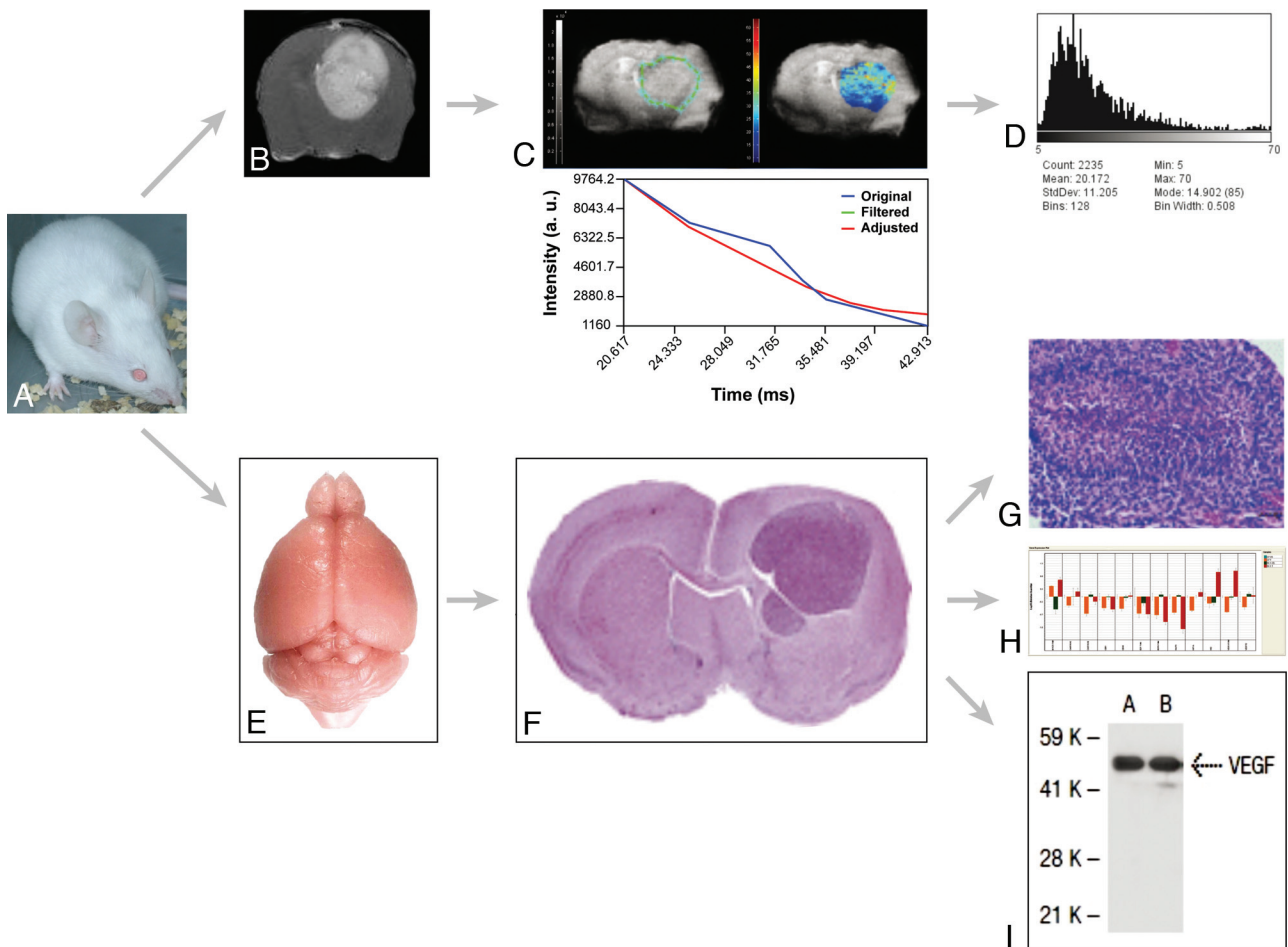 A
B
C
D
5 70
Count: 2235 Min: 5
Mean: 20.172 Max: 70
StdDev: 11.205 Mode: 14.902 (85)
Bins: 128 Bin Width: 0.508
Intensity (a. u.)
9764.2
8043.4
6322.5
4601.7
2880.8
1160
Original
Filtered
Adjusted
20.617 24.333 28.049 31.765 35.481 39.197 42.913
Time (ms)
E
F
G
H
I
A B
59 K –
VEGF
41 K –
28 K –
21 K –